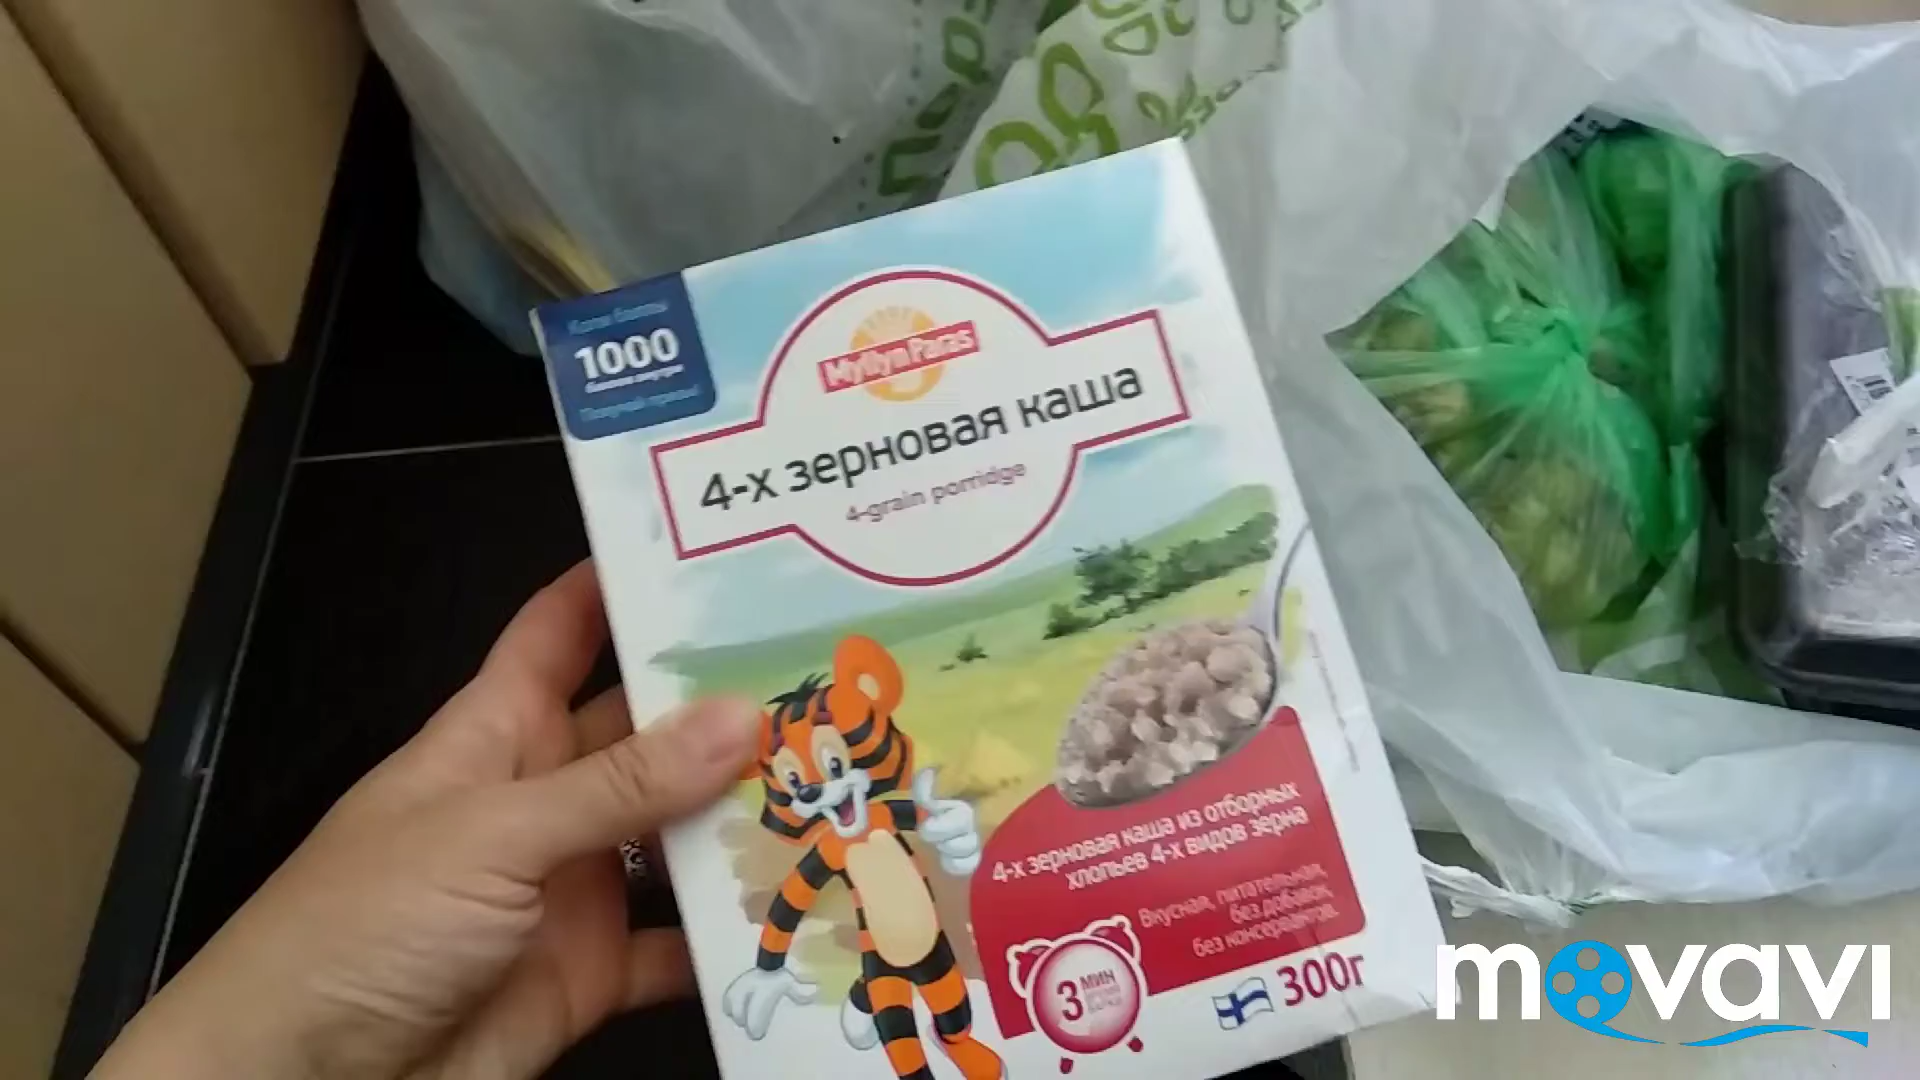 1000
Myllyn Paras
4-х зерновая каша
4-grain porridge
4-х зерновая каша из отборных
хлопьев 4-х видов зерна
Вкусная, питательная,
без добавок,
без консервантов.
3 МИН
300г
movavi